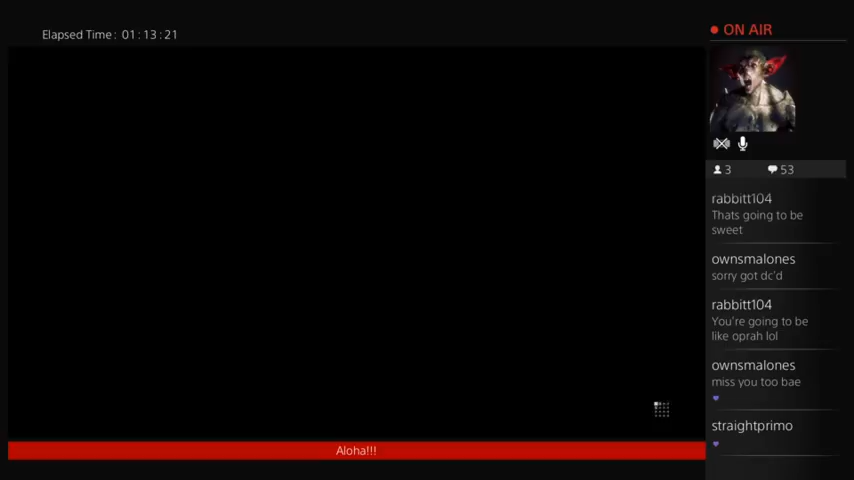 Elapsed Time: 01:13:21
ON AIR
3
53
rabbitt104
Thats going to be
sweet
ownsmalones
sorry got dc'd
rabbitt104
You're going to be
like oprah lol
ownsmalones
miss you too bae
♥
straightprimo
♥
Aloha!!!